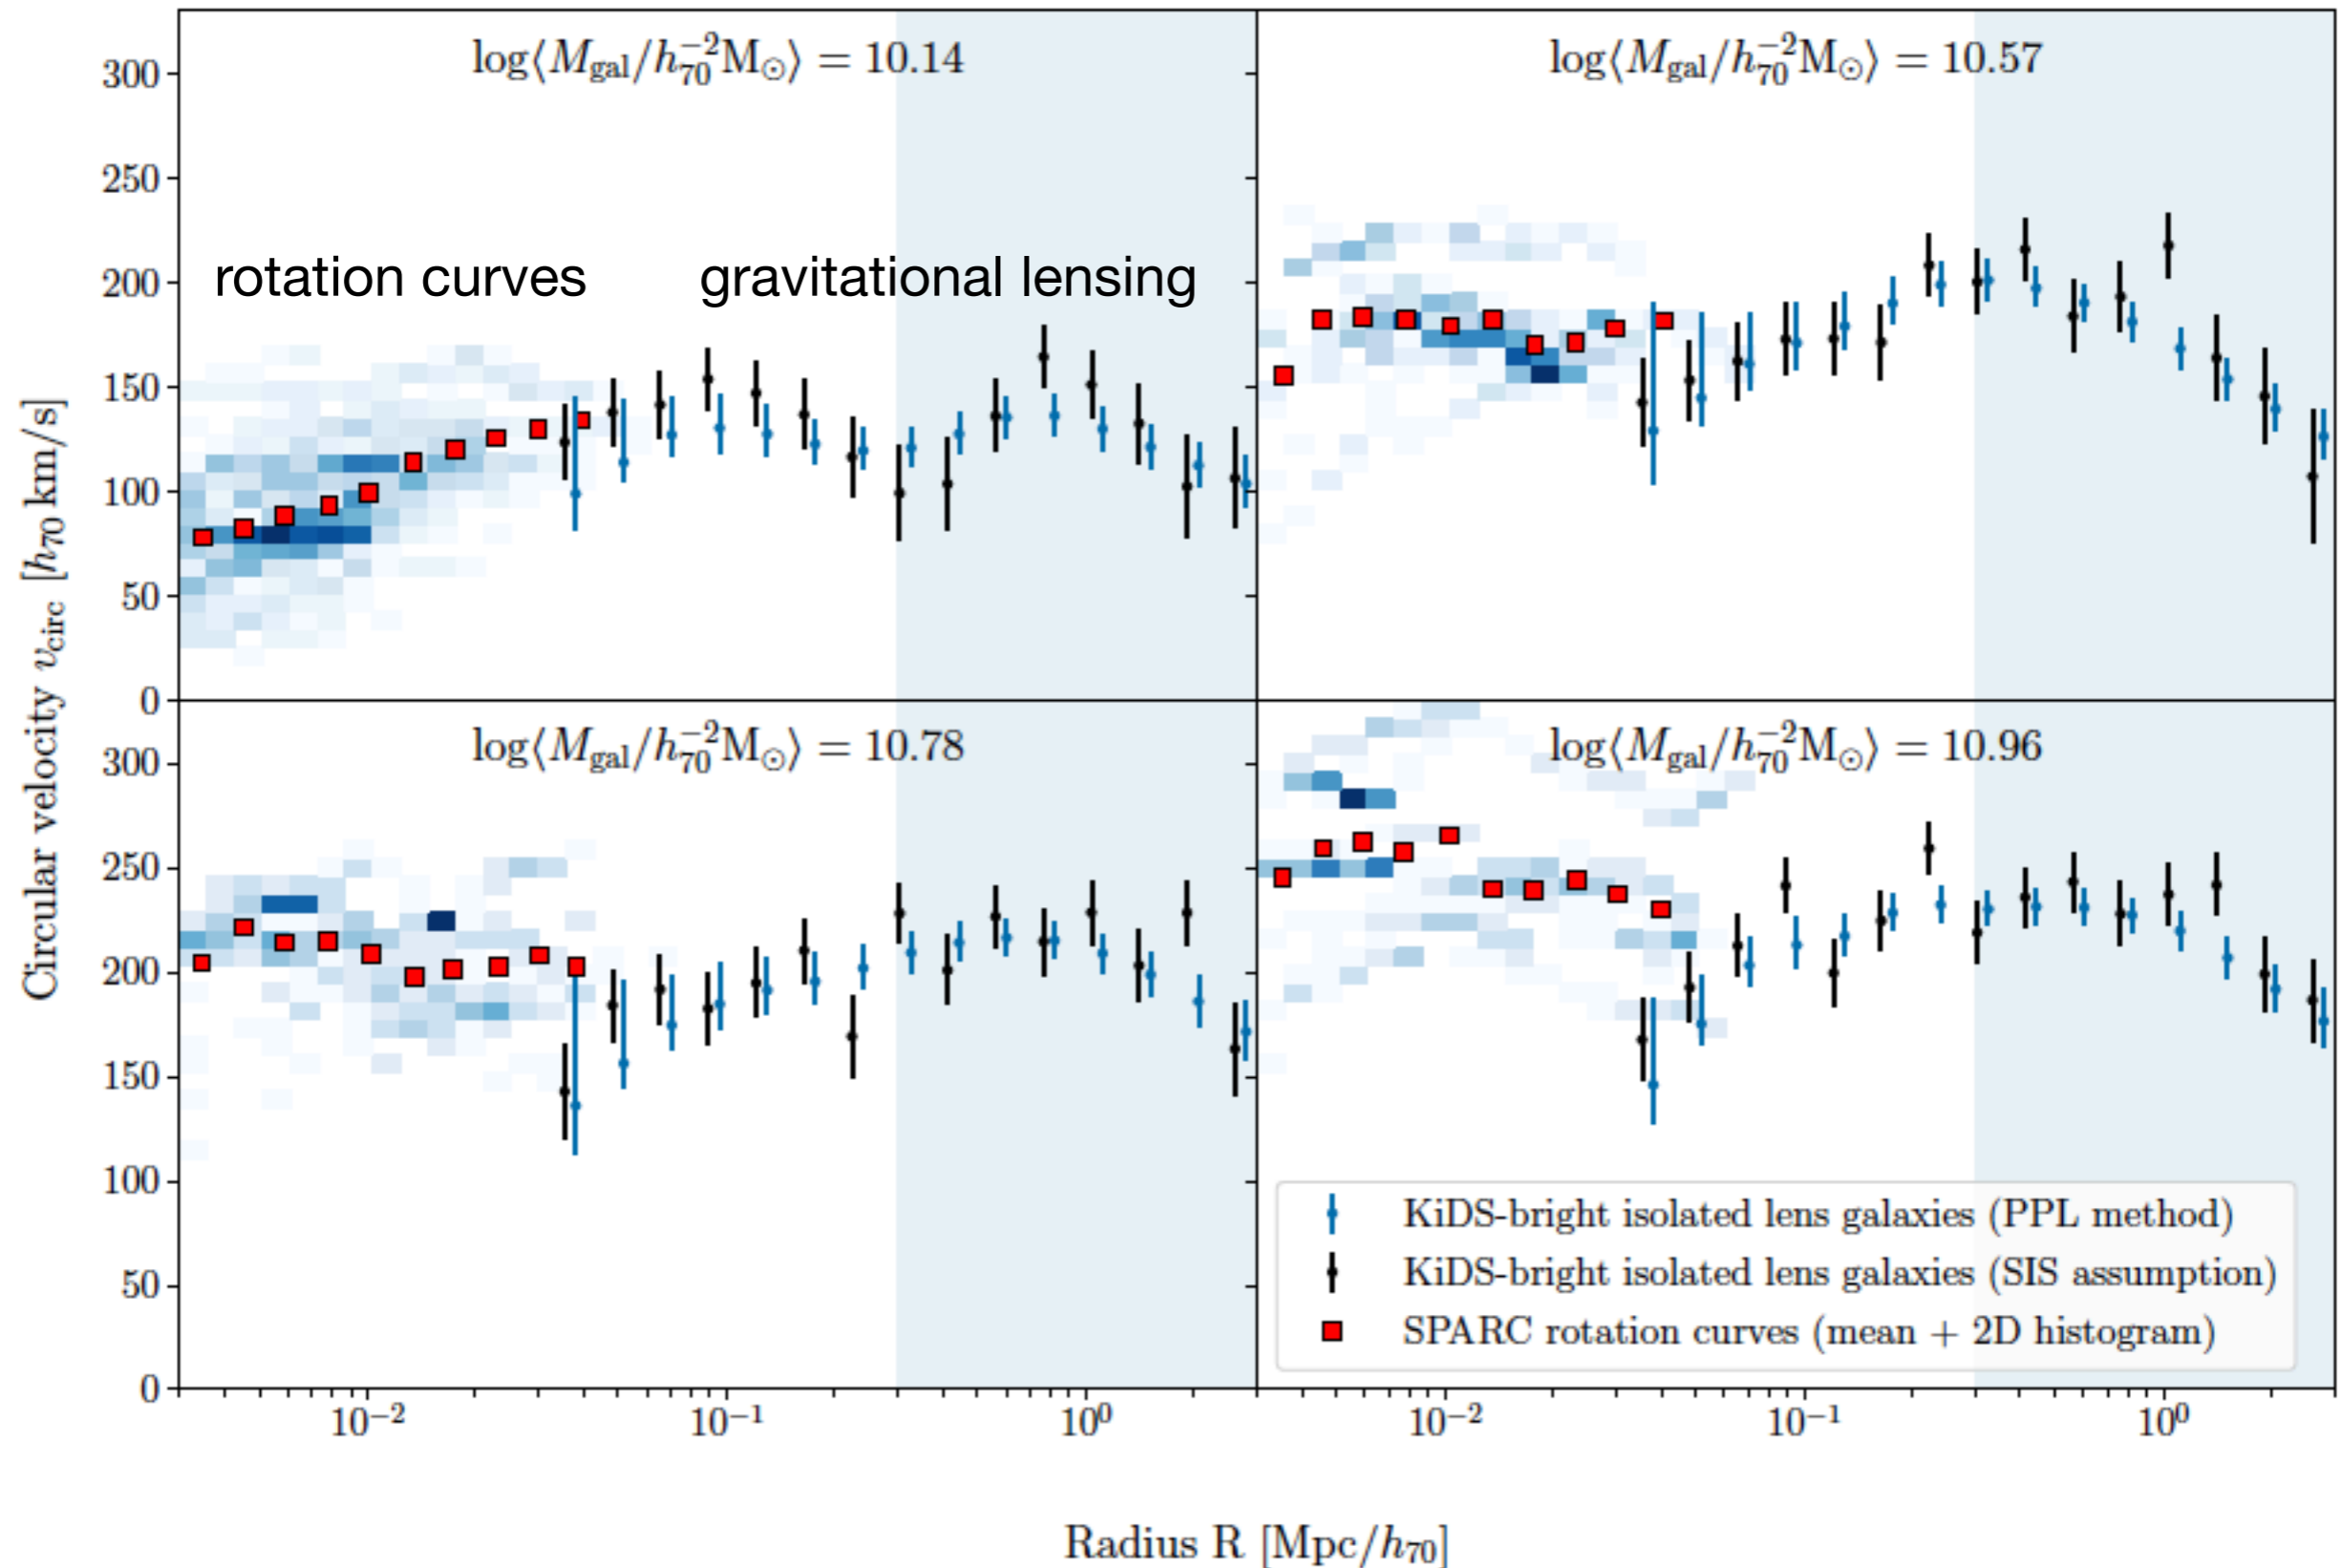 log⟨M_gal/h_70^−2 M_⊙⟩ = 10.14
log⟨M_gal/h_70^−2 M_⊙⟩ = 10.57
rotation curves
gravitational lensing
300
250
200
150
100
50
0
log⟨M_gal/h_70^−2 M_⊙⟩ = 10.78
log⟨M_gal/h_70^−2 M_⊙⟩ = 10.96
300
250
200
150
100
50
0
Circular velocity v_circ [h_70 km/s]
KiDS-bright isolated lens galaxies (PPL method)
KiDS-bright isolated lens galaxies (SIS assumption)
SPARC rotation curves (mean + 2D histogram)
10^−2 10^−1 10^0 10^−2 10^−1 10^0
Radius R [Mpc/h_70]